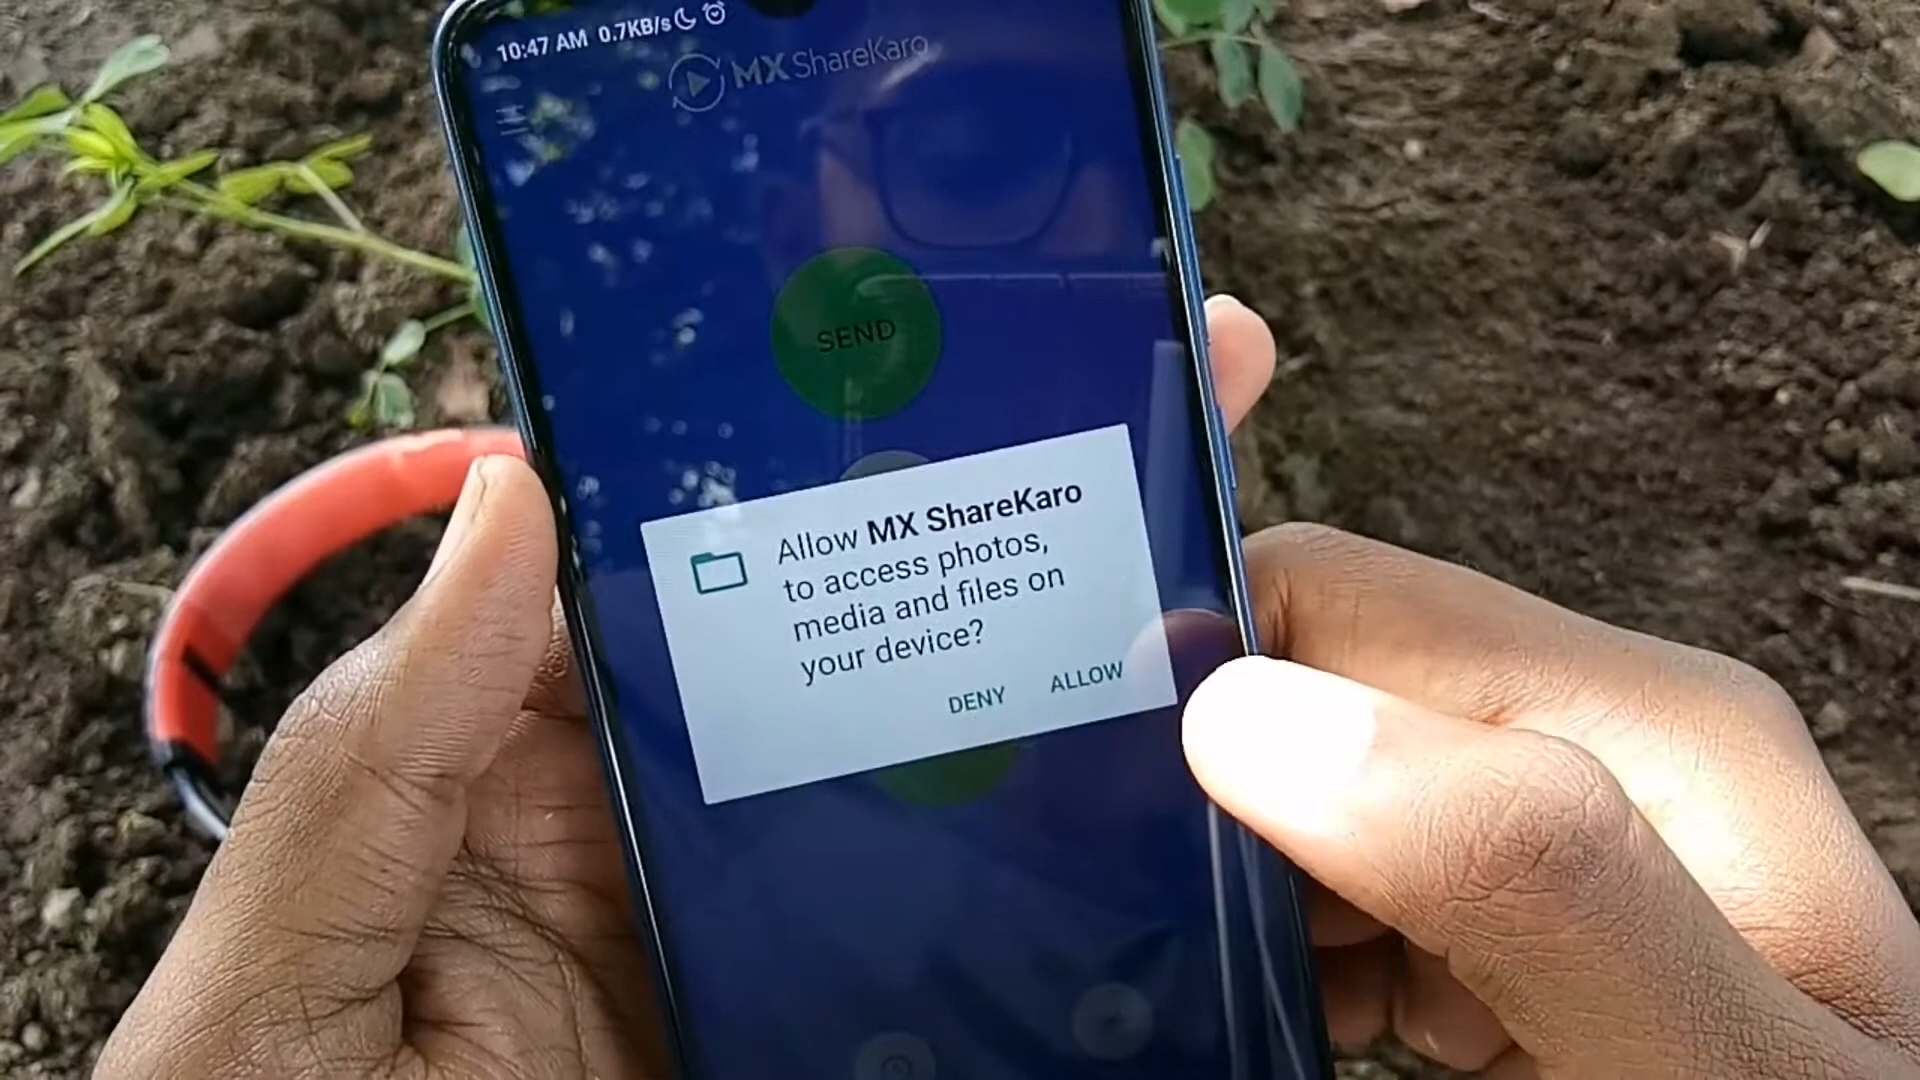 10:47 AM 0.7KB/s
MX ShareKaro
SEND
Allow MX ShareKaro
to access photos,
media and files on
your device?
DENY ALLOW